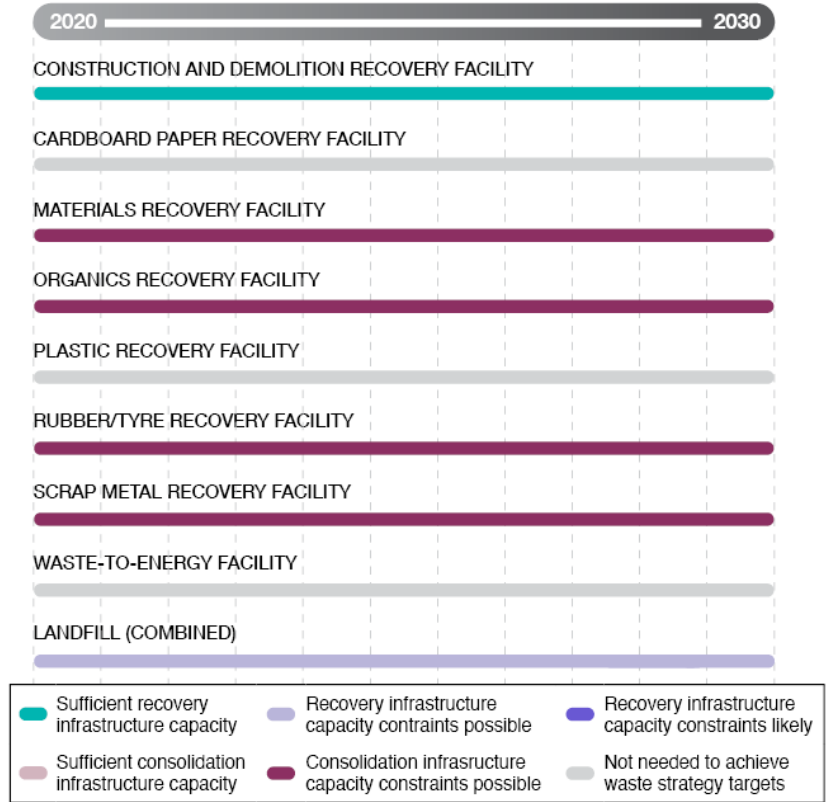 2020 2030
CONSTRUCTION AND DEMOLITION RECOVERY FACILITY
CARDBOARD PAPER RECOVERY FACILITY
MATERIALS RECOVERY FACILITY
ORGANICS RECOVERY FACILITY
PLASTIC RECOVERY FACILITY
RUBBER/TYRE RECOVERY FACILITY
SCRAP METAL RECOVERY FACILITY
WASTE-TO-ENERGY FACILITY
LANDFILL (COMBINED)
Sufficient recovery
infrastructure capacity
Recovery infrastructure
capacity contraints possible
Recovery infrastructure
capacity constraints likely
Sufficient consolidation
infrastructure capacity
Consolidation infrasructure
capacity constraints possible
Not needed to achieve
waste strategy targets